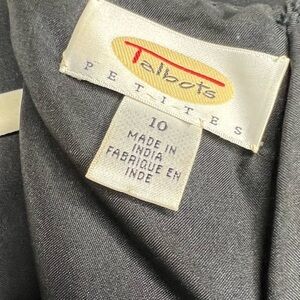 Talbots
PETITES
10
MADE IN
INDIA
FABRIQUE EN
INDE